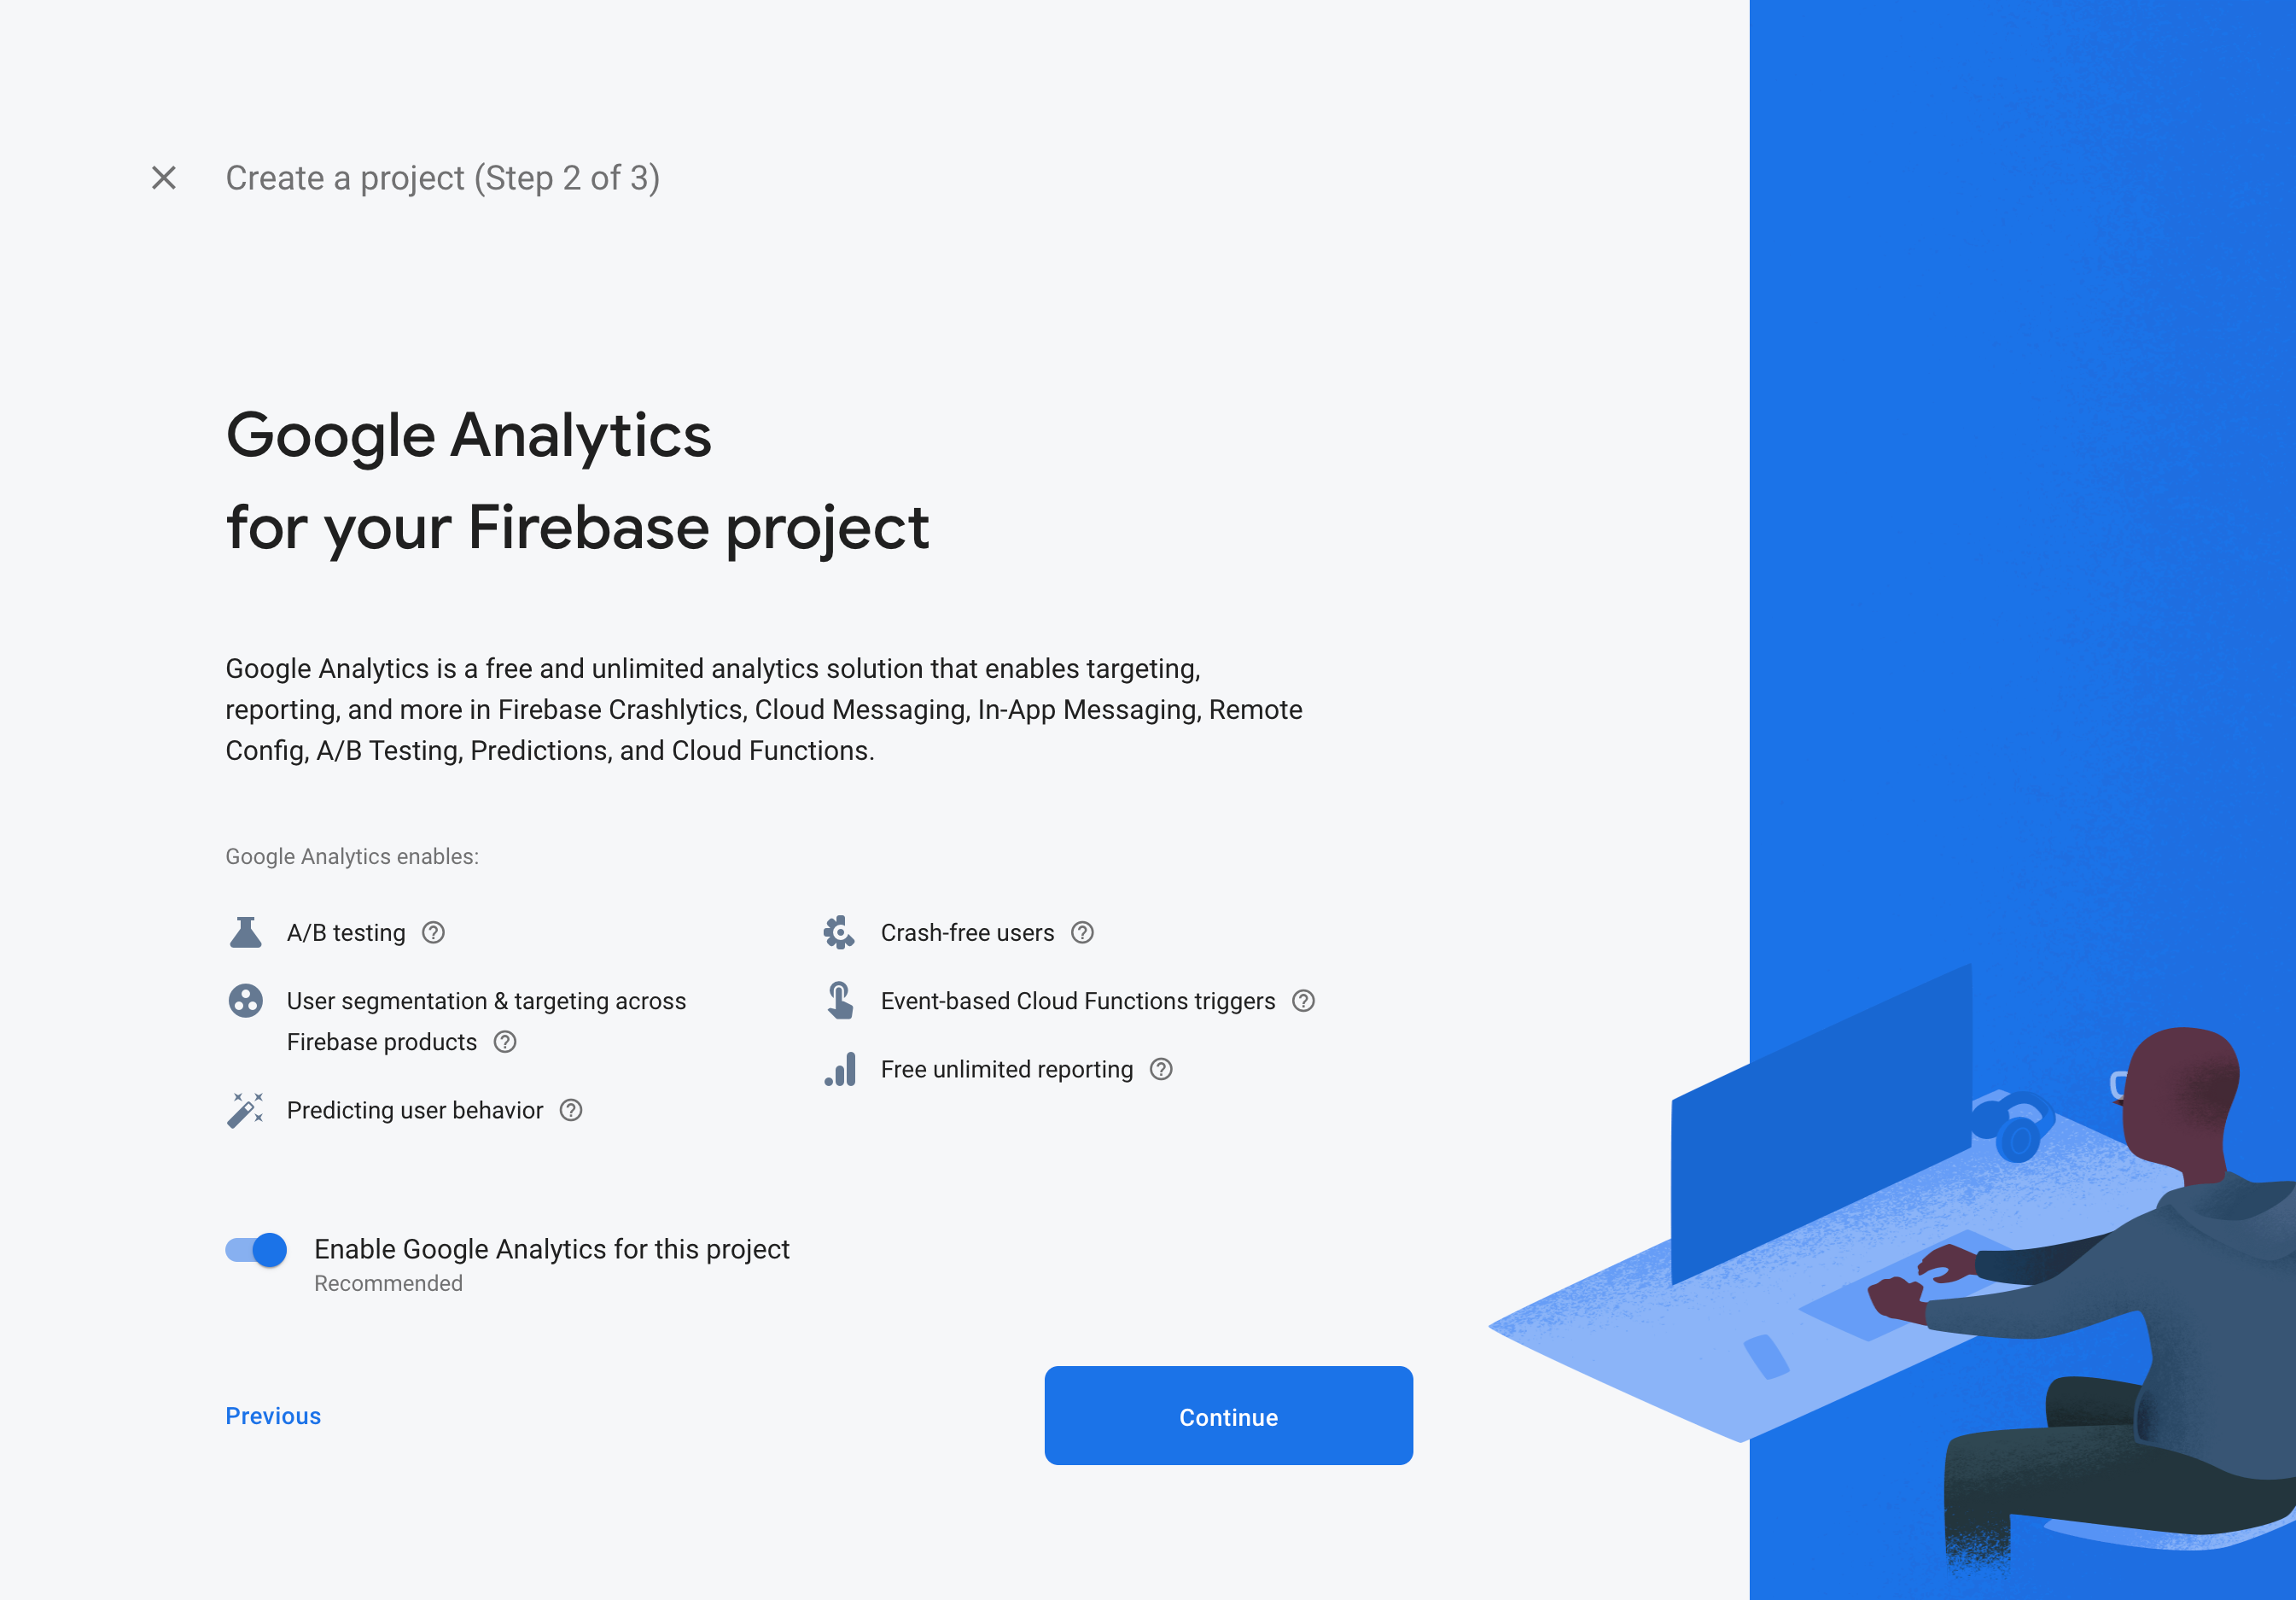 Create a project (Step 2 of 3)
Google Analytics
for your Firebase project
Google Analytics is a free and unlimited analytics solution that enables targeting,
reporting, and more in Firebase Crashlytics, Cloud Messaging, In-App Messaging, Remote
Config, A/B Testing, Predictions, and Cloud Functions.
Google Analytics enables:
A/B testing
User segmentation & targeting across
Firebase products
Predicting user behavior
Crash-free users
Event-based Cloud Functions triggers
Free unlimited reporting
Enable Google Analytics for this project
Recommended
Previous
Continue